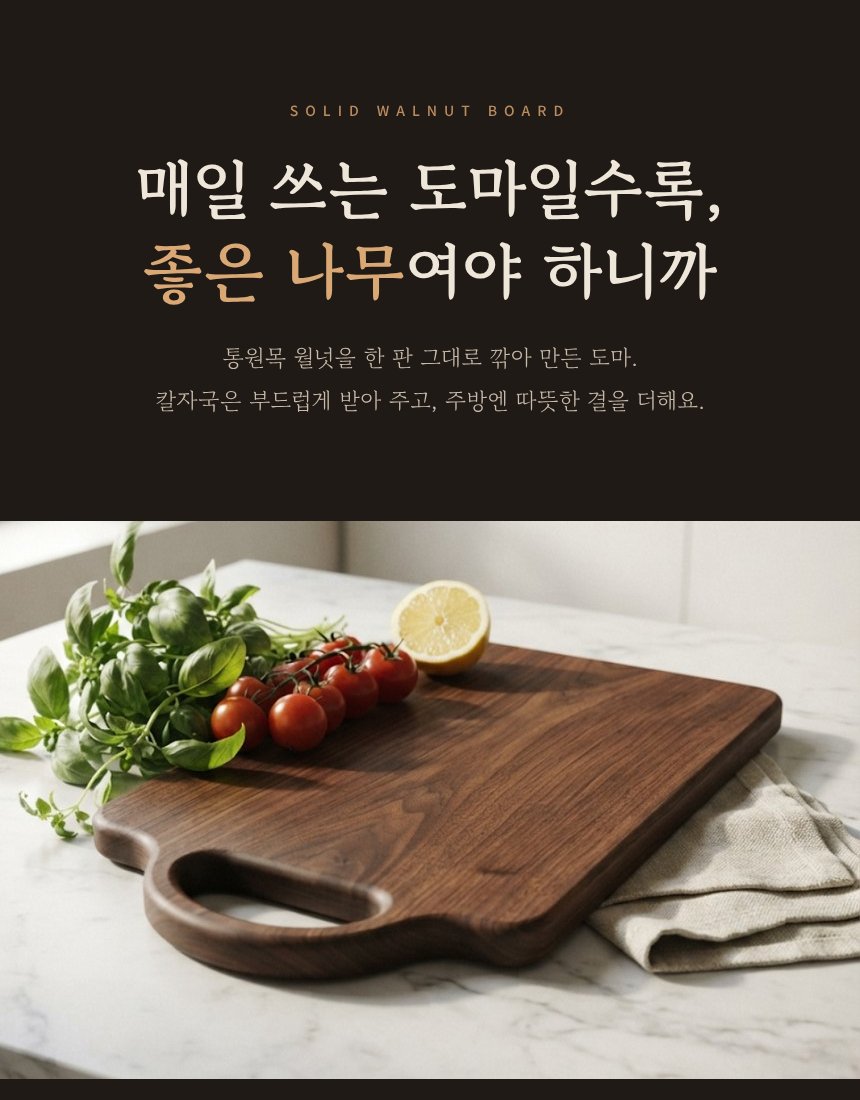 SOLID WALNUT BOARD
매일 쓰는 도마일수록,
좋은 나무여야 하니까
통원목 월넛을 한 판 그대로 깎아 만든 도마.
칼자국은 부드럽게 받아 주고, 주방엔 따뜻한 결을 더해요.